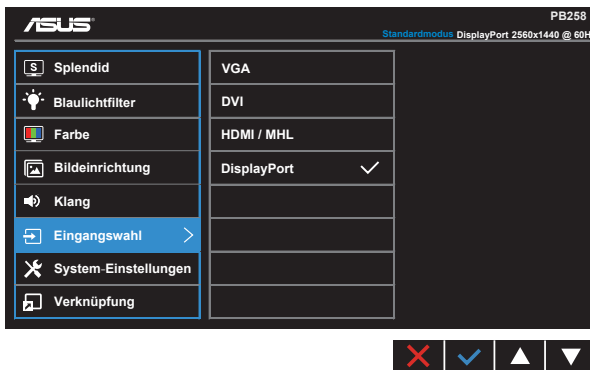 ASUS
PB258
Standardmodus DisplayPort 2560x1440 @ 60H
S Splendid
VGA
Blaulichtfilter
DVI
Farbe
HDMI / MHL
Bildeinrichtung
DisplayPort
Klang
Eingangswahl
System-Einstellungen
Verknüpfung